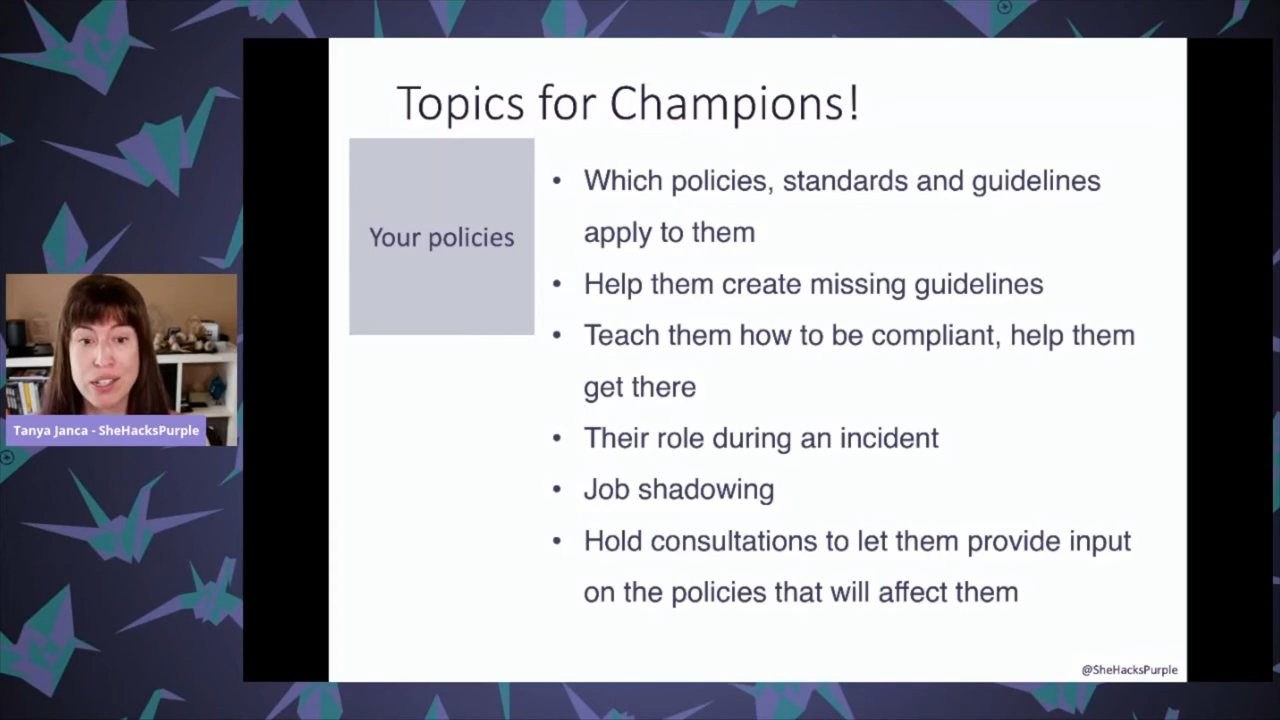 Topics for Champions!
Your policies
• Which policies, standards and guidelines
apply to them
• Help them create missing guidelines
• Teach them how to be compliant, help them
get there
• Their role during an incident
• Job shadowing
• Hold consultations to let them provide input
on the policies that will affect them
Tanya Janca - SheHacksPurple
@SheHacksPurple